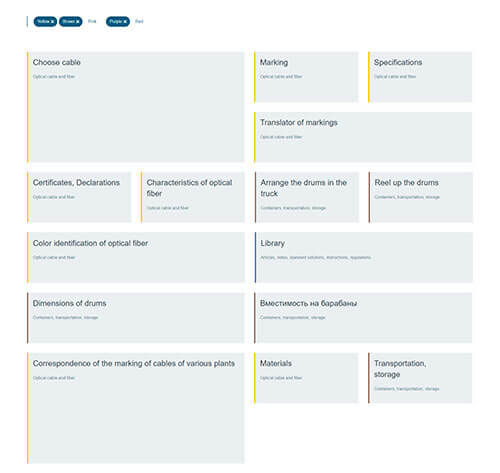 Yellow × Brown × Pink Purple × Red
Choose cable
Optical cable and fiber
Marking
Optical cable and fiber
Specifications
Optical cable and fiber
Translator of markings
Optical cable and fiber
Certificates, Declarations
Optical cable and fiber
Characteristics of optical
fiber
Optical cable and fiber
Arrange the drums in the
truck
Containers, transportation, storage
Reel up the drums
Containers, transportation, storage
Color identification of optical fiber
Optical cable and fiber
Library
Articles, video, standard solutions, instructions, regulations
Dimensions of drums
Containers, transportation, storage
Вместимость на барабаны
Containers, transportation, storage
Correspondence of the marking of cables of various plants
Optical cable and fiber
Materials
Optical cable and fiber
Transportation,
storage
Containers, transportation, storage